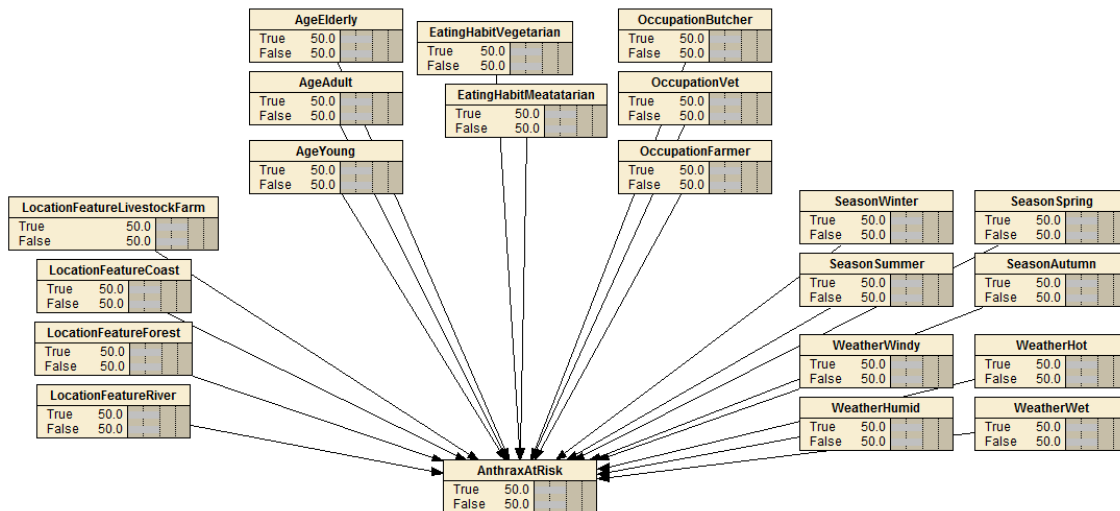 AgeElderly
True 50.0
False 50.0
AgeAdult
True 50.0
False 50.0
AgeYoung
True 50.0
False 50.0
EatingHabitVegetarian
True 50.0
False 50.0
EatingHabitMeatatarian
True 50.0
False 50.0
OccupationButcher
True 50.0
False 50.0
OccupationVet
True 50.0
False 50.0
OccupationFarmer
True 50.0
False 50.0
LocationFeatureLivestockFarm
True 50.0
False 50.0
LocationFeatureCoast
True 50.0
False 50.0
LocationFeatureForest
True 50.0
False 50.0
LocationFeatureRiver
True 50.0
False 50.0
SeasonWinter
True 50.0
False 50.0
SeasonSpring
True 50.0
False 50.0
SeasonSummer
True 50.0
False 50.0
SeasonAutumn
True 50.0
False 50.0
WeatherWindy
True 50.0
False 50.0
WeatherHot
True 50.0
False 50.0
WeatherHumid
True 50.0
False 50.0
WeatherWet
True 50.0
False 50.0
AnthraxAtRisk
True 50.0
False 50.0